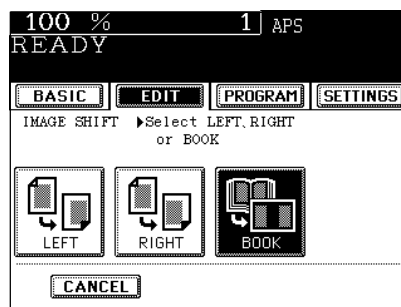 100 % 1 APS
READY
BASIC EDIT PROGRAM SETTINGS
IMAGE SHIFT ▶Select LEFT,RIGHT
or BOOK
LEFT RIGHT BOOK
CANCEL